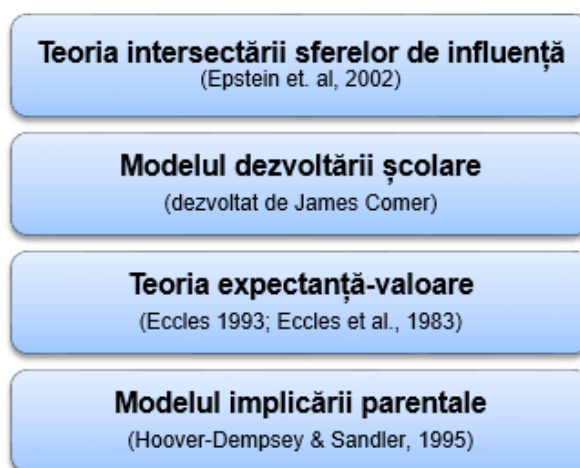 Teoria intersectării sferelor de influență
(Epstein et. al, 2002)
Modelul dezvoltării școlare
(dezvoltat de James Comer)
Teoria expectanță-valoare
(Eccles 1993; Eccles et al., 1983)
Modelul implicării parentale
(Hoover-Dempsey & Sandler, 1995)